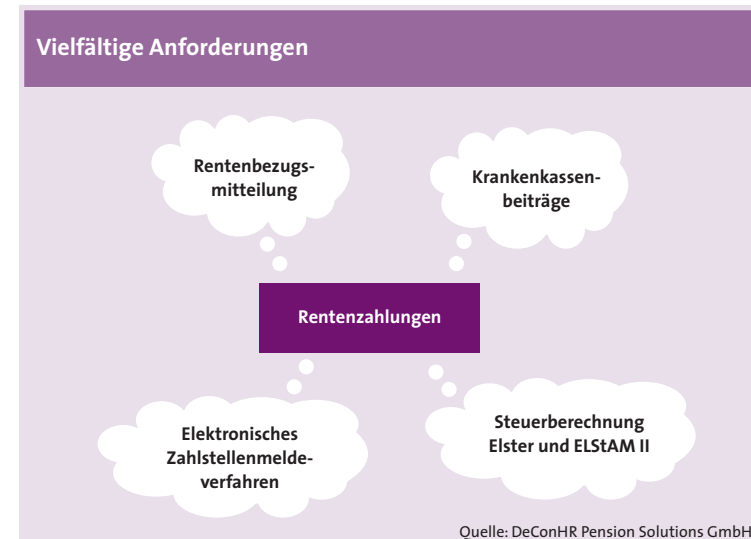 Vielfältige Anforderungen
Rentenbezugs-
mitteilung
Krankenkassen-
beiträge
Rentenzahlungen
Elektronisches
Zahlstellenmelde-
verfahren
Steuerberechnung
Elster und ELStAM II
Quelle: DeConHR Pension Solutions GmbH